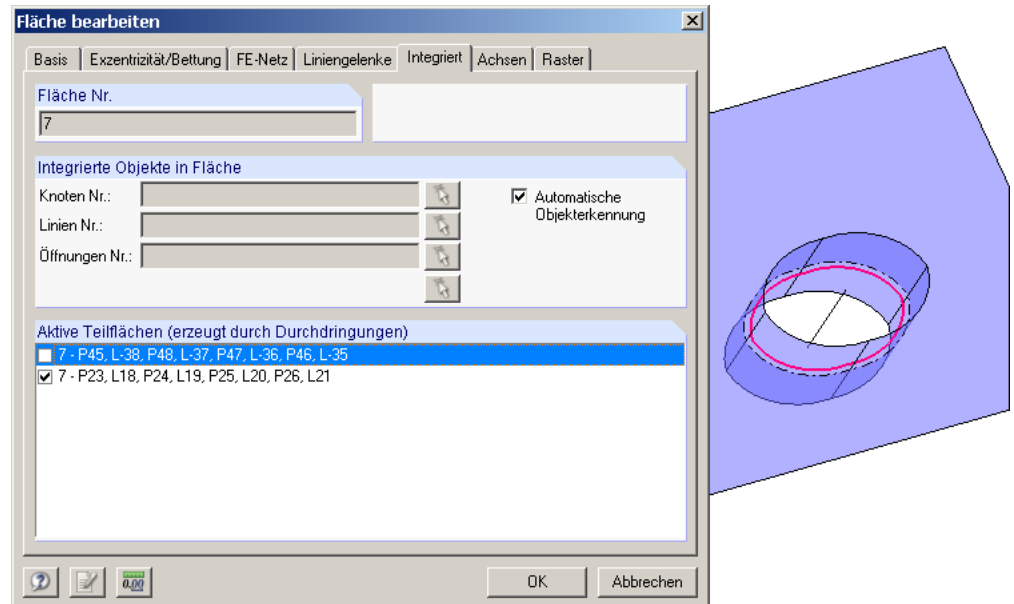 Fläche bearbeiten
Basis Exzentrizität/Bettung FE-Netz Liniengelenke Integriert Achsen Raster
Fläche Nr.
7
Integrierte Objekte in Fläche
Knoten Nr.:
Automatische
Objekterkennung
Linien Nr.:
Öffnungen Nr.:
Aktive Teilflächen (erzeugt durch Durchdringungen)
7 - P45, L-38, P48, L-37, P47, L-36, P46, L-35
7 - P23, L18, P24, L19, P25, L20, P26, L21
? 0.00 OK Abbrechen